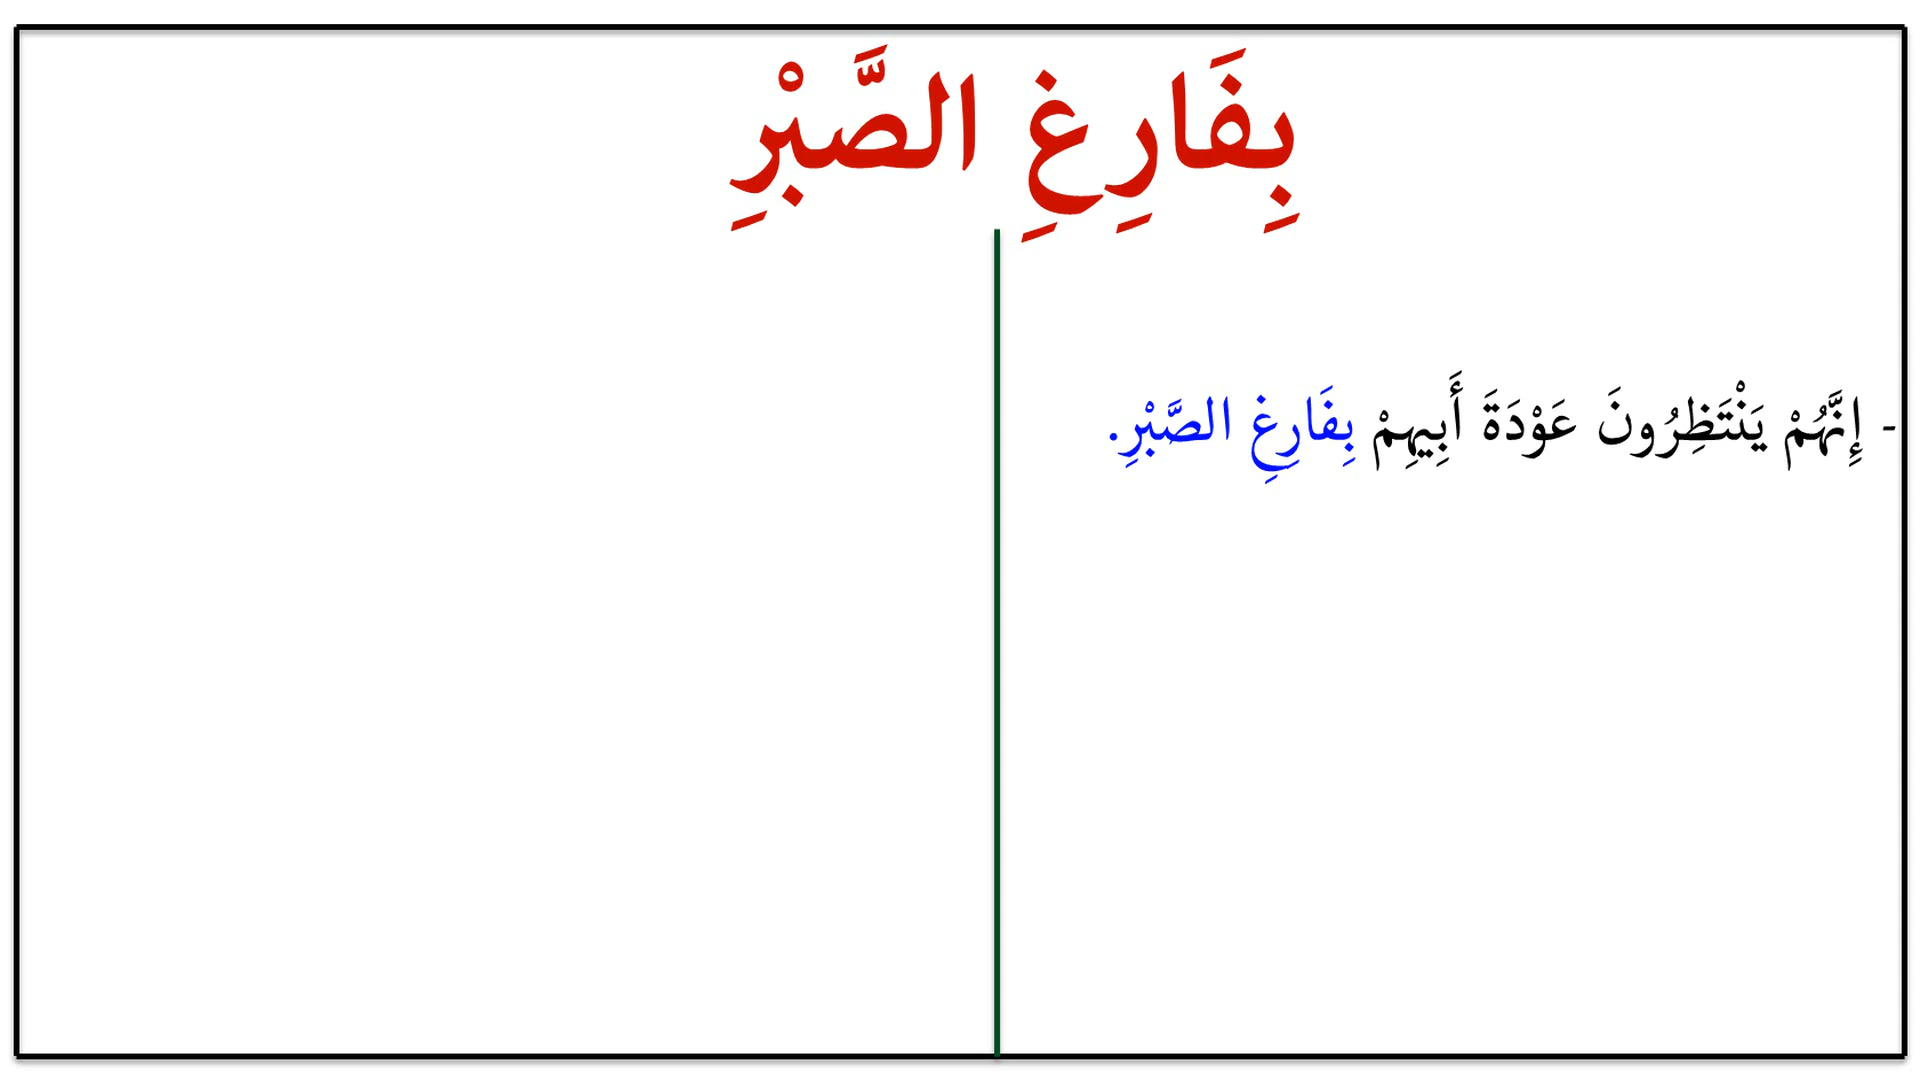 بِفَارِغِ الصَّبْرِ
- إِنَّهُمْ يَنْتَظِرُونَ عَوْدَةَ أَبِيهِمْ بِفَارِغِ الصَّبْرِ.